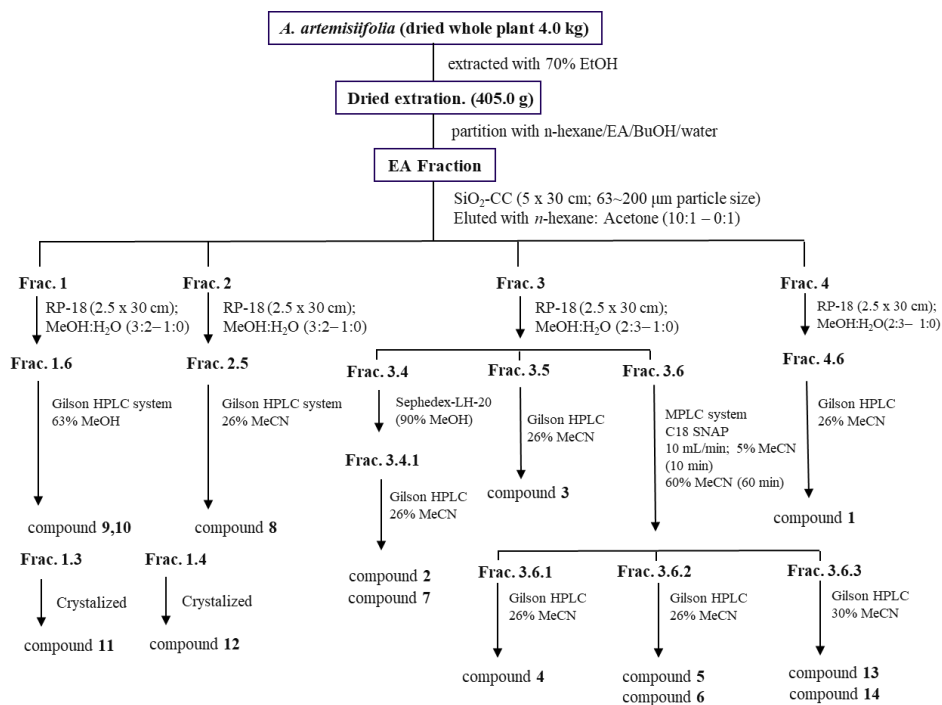 A. artemisiifolia (dried whole plant 4.0 kg)
extracted with 70% EtOH
Dried extration. (405.0 g)
partition with n-hexane/EA/BuOH/water
EA Fraction
SiO₂-CC (5 x 30 cm; 63~200 μm particle size)
Eluted with n-hexane: Acetone (10:1 – 0:1)
Frac. 1
Frac. 2
Frac. 3
Frac. 4
RP-18 (2.5 x 30 cm);
MeOH:H₂O (3:2– 1:0)
RP-18 (2.5 x 30 cm);
MeOH:H₂O (3:2– 1:0)
RP-18 (2.5 x 30 cm);
MeOH:H₂O (2:3– 1:0)
RP-18 (2.5 x 30 cm);
MeOH:H₂O(2:3– 1:0)
Frac. 1.6
Frac. 2.5
Frac. 3.4
Frac. 3.5
Frac. 3.6
Frac. 4.6
Gilson HPLC system
63% MeOH
Gilson HPLC system
26% MeCN
Sephedex-LH-20
(90% MeOH)
Gilson HPLC
26% MeCN
MPLC system
C18 SNAP
10 mL/min; 5% MeCN
(10 min)
60% MeCN (60 min)
Gilson HPLC
26% MeCN
Frac. 3.4.1
Gilson HPLC
26% MeCN
compound 3
compound 1
compound 9,10
compound 8
Frac. 1.3
Frac. 1.4
compound 2
compound 7
Frac. 3.6.1
Frac. 3.6.2
Frac. 3.6.3
Crystalized
Crystalized
Gilson HPLC
26% MeCN
Gilson HPLC
26% MeCN
Gilson HPLC
30% MeCN
compound 11
compound 12
compound 4
compound 5
compound 6
compound 13
compound 14